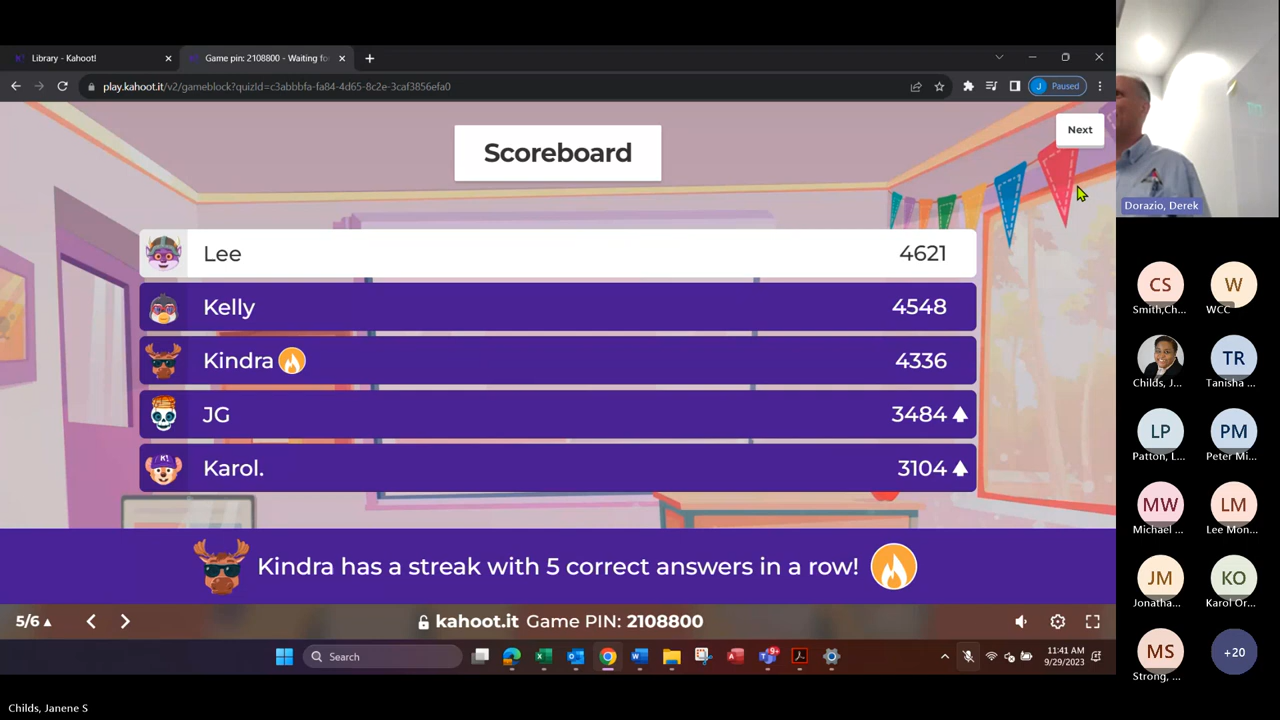 Library - Kahoot!
Game pin: 2108800 - Waiting fo
play.kahoot.it/v2/gameblock?quizId=c3abbbfa-fa84-4d65-8c2e-3caf3856efa0
J Paused
Scoreboard
Next
Lee 4621
Kelly 4548
Kindra 4336
JG 3484
Karol. 3104
Kindra has a streak with 5 correct answers in a row!
5/6
kahoot.it Game PIN: 2108800
Search
9+
11:41 AM
9/29/2023
Dorazio, Derek
CS
Smith,Ch...
W
WCC
Childs, J...
TR
Tanisha ...
LP
Patton, L...
PM
Peter Mi...
MW
Michael ...
LM
Lee Mon...
JM
Jonatha...
KO
Karol Or...
MS
Strong, ...
+20
Childs, Janene S